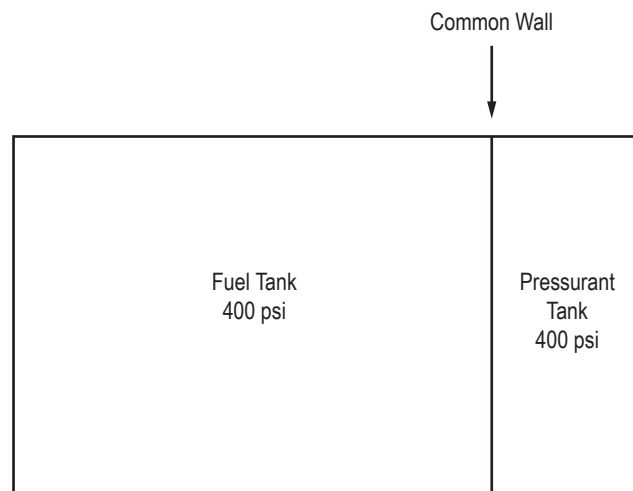 Common Wall
Fuel Tank
400 psi
Pressurant
Tank
400 psi